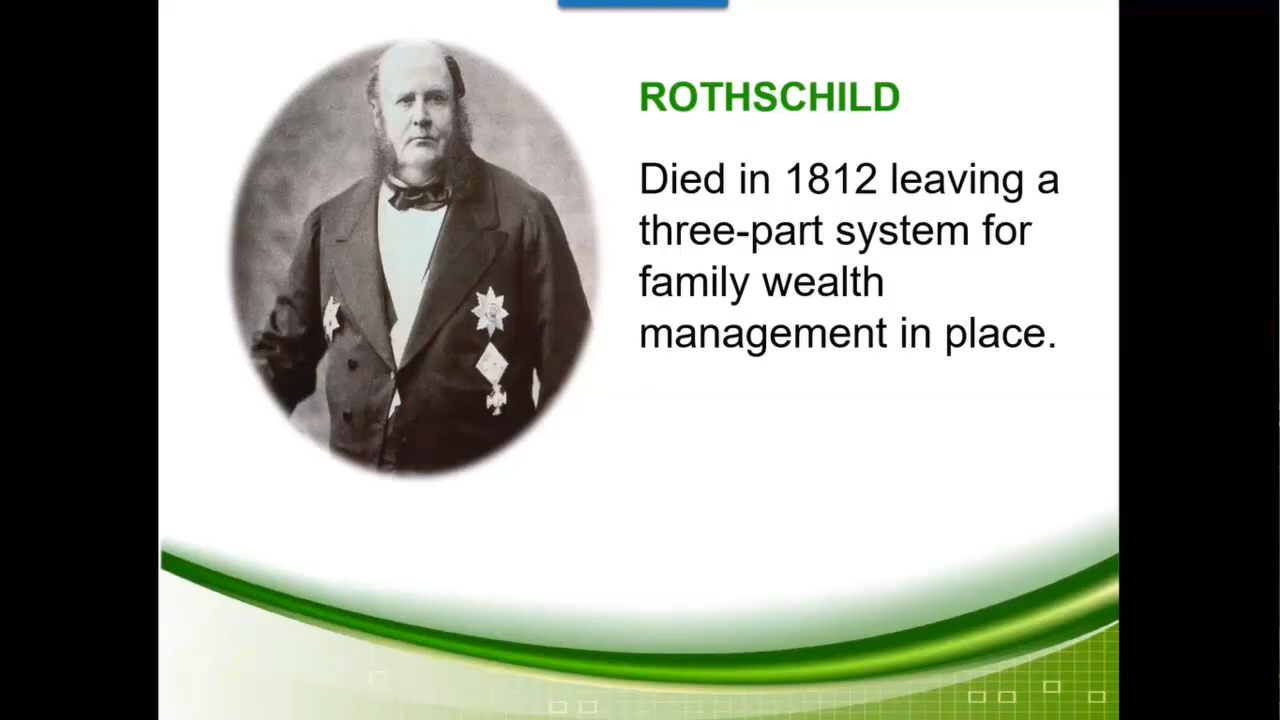 ROTHSCHILD
Died in 1812 leaving a
three-part system for
family wealth
management in place.